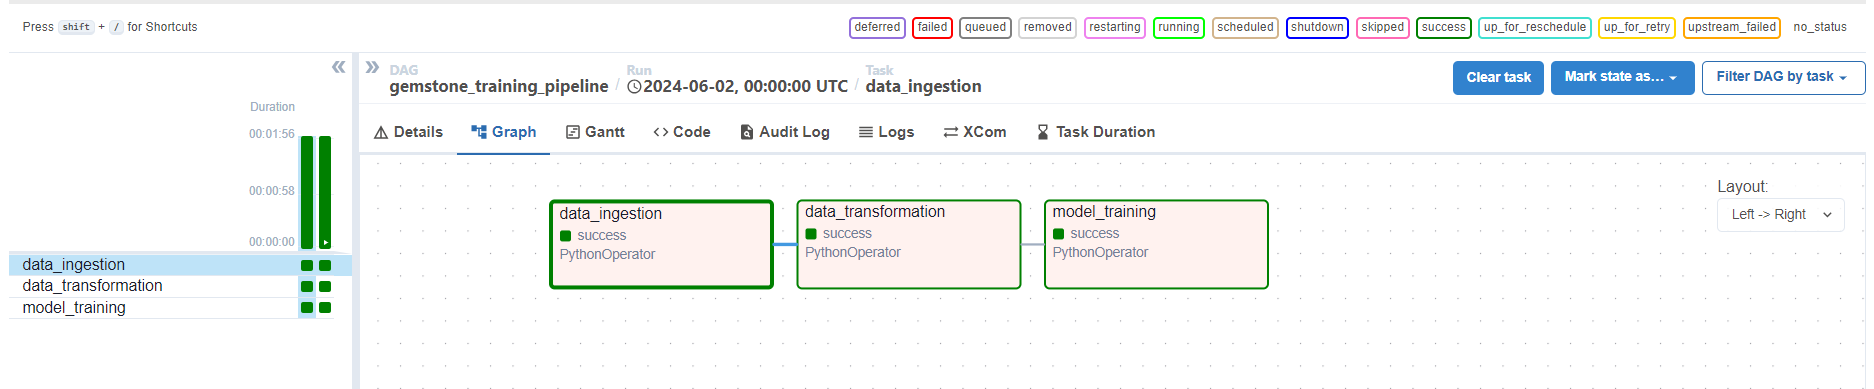 Press shift + / for Shortcuts
deferred failed queued removed restarting running scheduled shutdown skipped success up_for_reschedule up_for_retry upstream_failed no_status
DAG
gemstone_training_pipeline
/
Run
2024-06-02, 00:00:00 UTC
/
Task
data_ingestion
Clear task
Mark state as...
Filter DAG by task
Duration
00:01:56
00:00:58
00:00:00
data_ingestion
data_transformation
model_training
Details
Graph
Gantt
Code
Audit Log
Logs
XCom
Task Duration
Layout:
Left -> Right
data_ingestion
success
PythonOperator
data_transformation
success
PythonOperator
model_training
success
PythonOperator